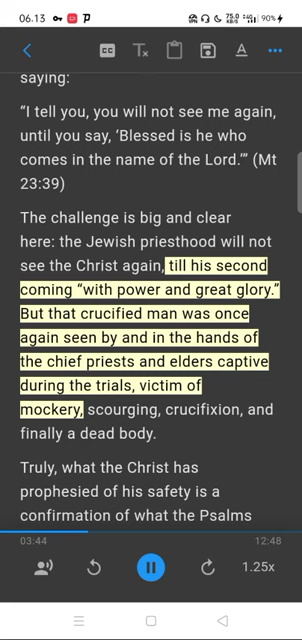 06.13
75.0 KB/S
4G
90%
CC
saying:
“I tell you, you will not see me again,
until you say, ‘Blessed is he who
comes in the name of the Lord.’” (Mt
23:39)
The challenge is big and clear
here: the Jewish priesthood will not
see the Christ again, till his second
coming “with power and great glory.”
But that crucified man was once
again seen by and in the hands of
the chief priests and elders captive
during the trials, victim of
mockery, scourging, crucifixion, and
finally a dead body.
Truly, what the Christ has
prophesied of his safety is a
confirmation of what the Psalms
03:44
12:48
1.25x